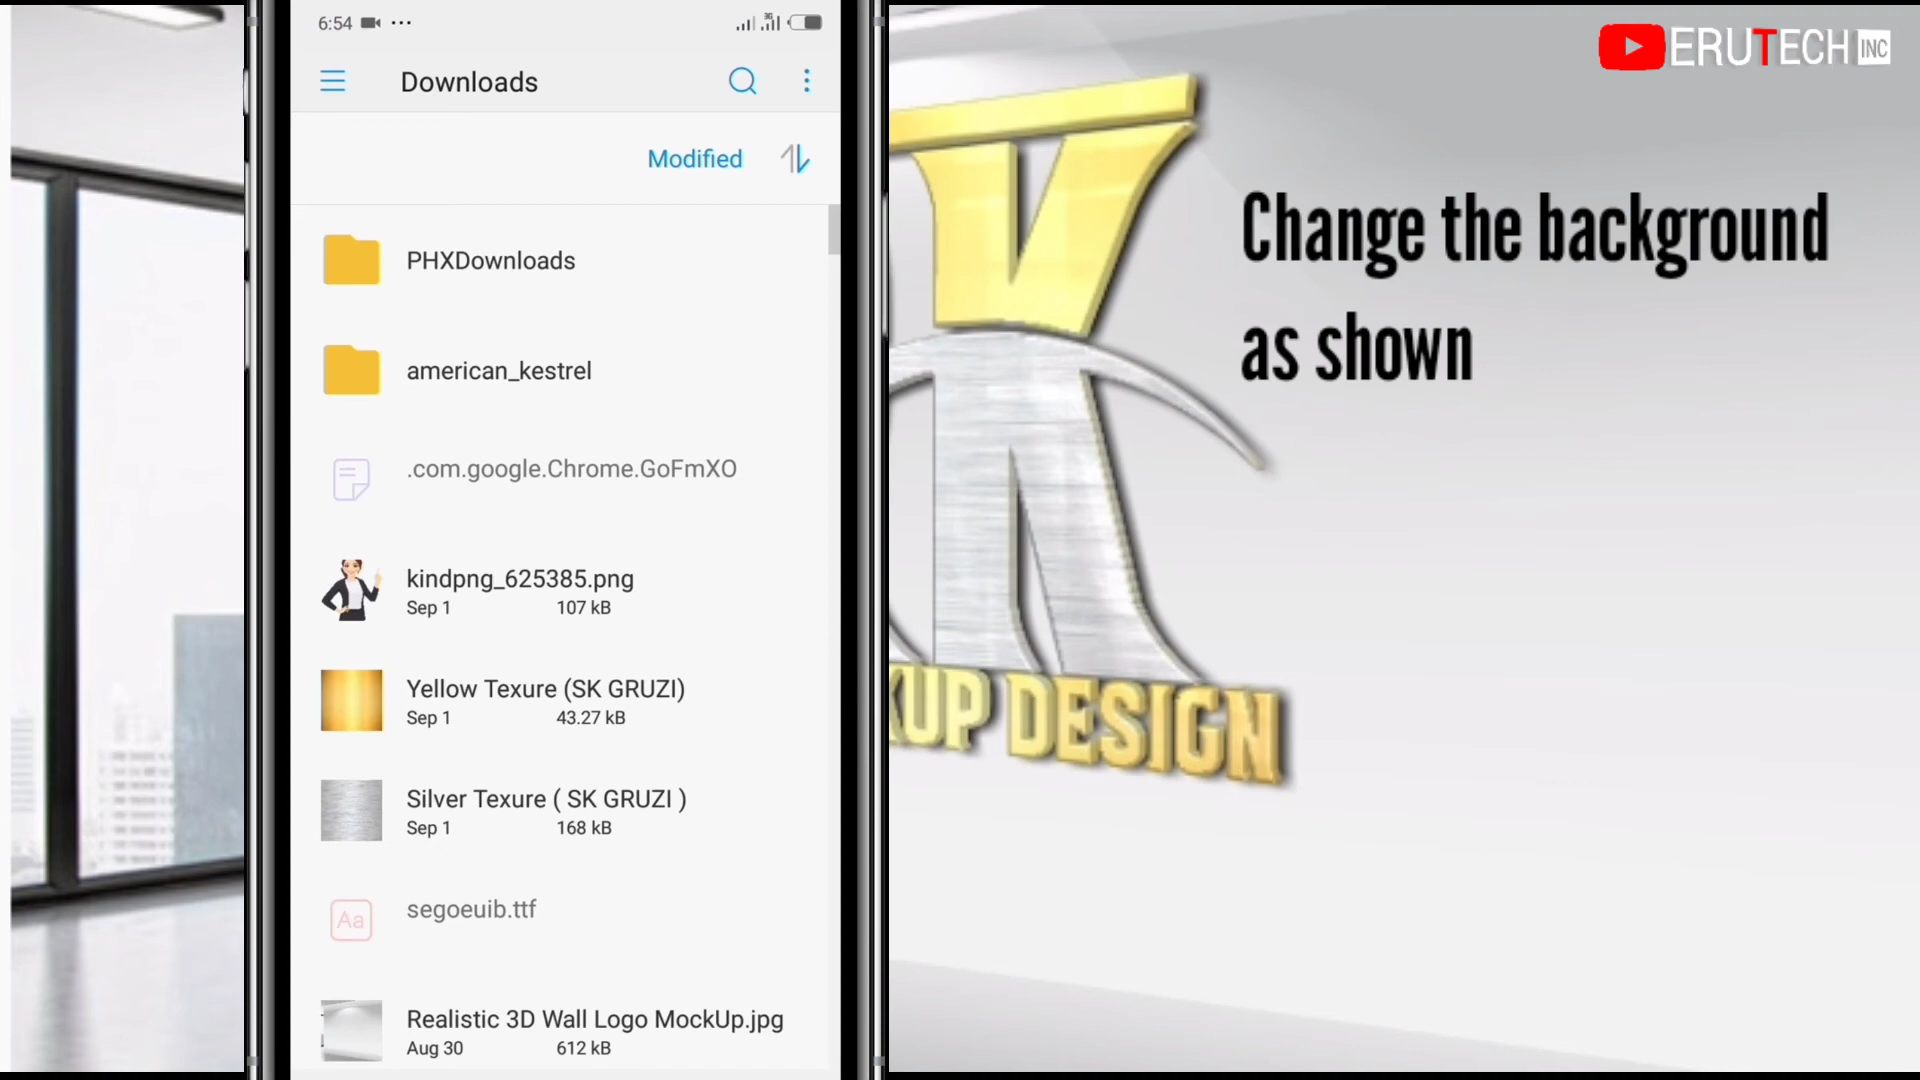 6:54
3G
Downloads
Modified
PHXDownloads
american_kestrel
.com.google.Chrome.GoFmXO
kindpng_625385.png
Sep 1 107 kB
Yellow Texure (SK GRUZI)
Sep 1 43.27 kB
Silver Texure ( SK GRUZI )
Sep 1 168 kB
Aa
segoeuib.ttf
Realistic 3D Wall Logo MockUp.jpg
Aug 30 612 kB
ERUTECH INC
Change the background
as shown
KUP DESIGN